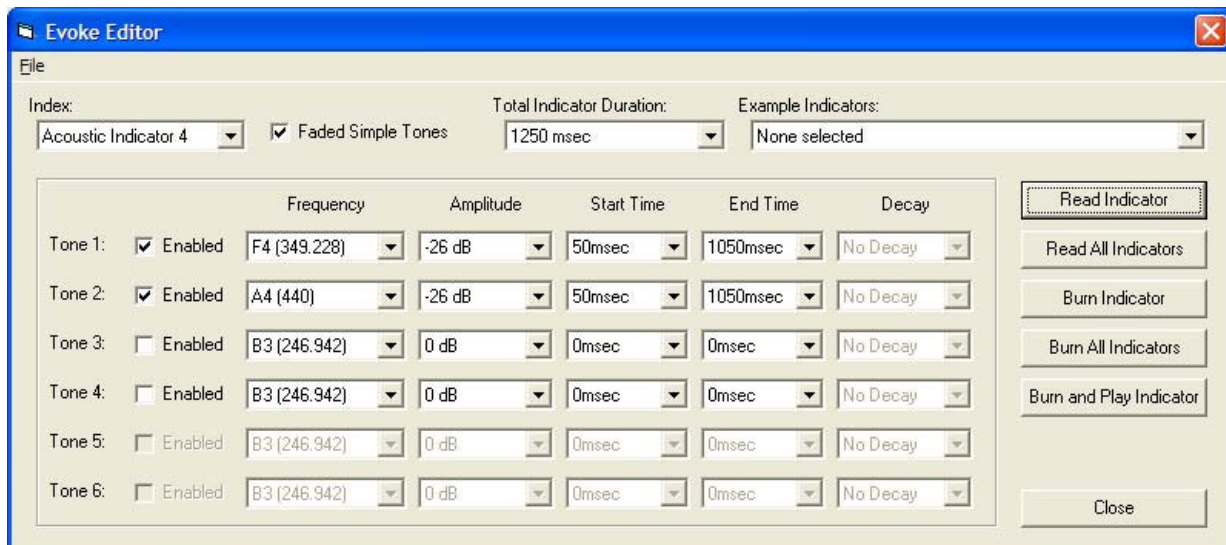 Evoke Editor
File
Index: Total Indicator Duration: Example Indicators:
Acoustic Indicator 4 Faded Simple Tones 1250 msec None selected
Frequency Amplitude Start Time End Time Decay Read Indicator
Tone 1: Enabled F4 (349.228) -26 dB 50msec 1050msec No Decay Read All Indicators
Tone 2: Enabled A4 (440) -26 dB 50msec 1050msec No Decay Burn Indicator
Tone 3: Enabled B3 (246.942) 0 dB 0msec 0msec No Decay Burn All Indicators
Tone 4: Enabled B3 (246.942) 0 dB 0msec 0msec No Decay Burn and Play Indicator
Tone 5: Enabled B3 (246.942) 0 dB 0msec 0msec No Decay
Tone 6: Enabled B3 (246.942) 0 dB 0msec 0msec No Decay Close